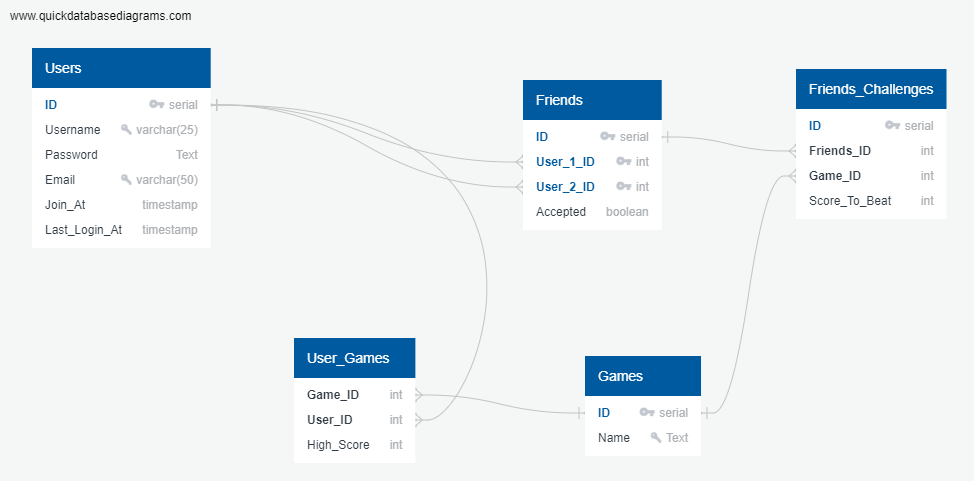 www.quickdatabasediagrams.com
Users
ID serial
Username varchar(25)
Password Text
Email varchar(50)
Join_At timestamp
Last_Login_At timestamp
Friends
ID serial
User_1_ID int
User_2_ID int
Accepted boolean
Friends_Challenges
ID serial
Friends_ID int
Game_ID int
Score_To_Beat int
User_Games
Game_ID int
User_ID int
High_Score int
Games
ID serial
Name Text